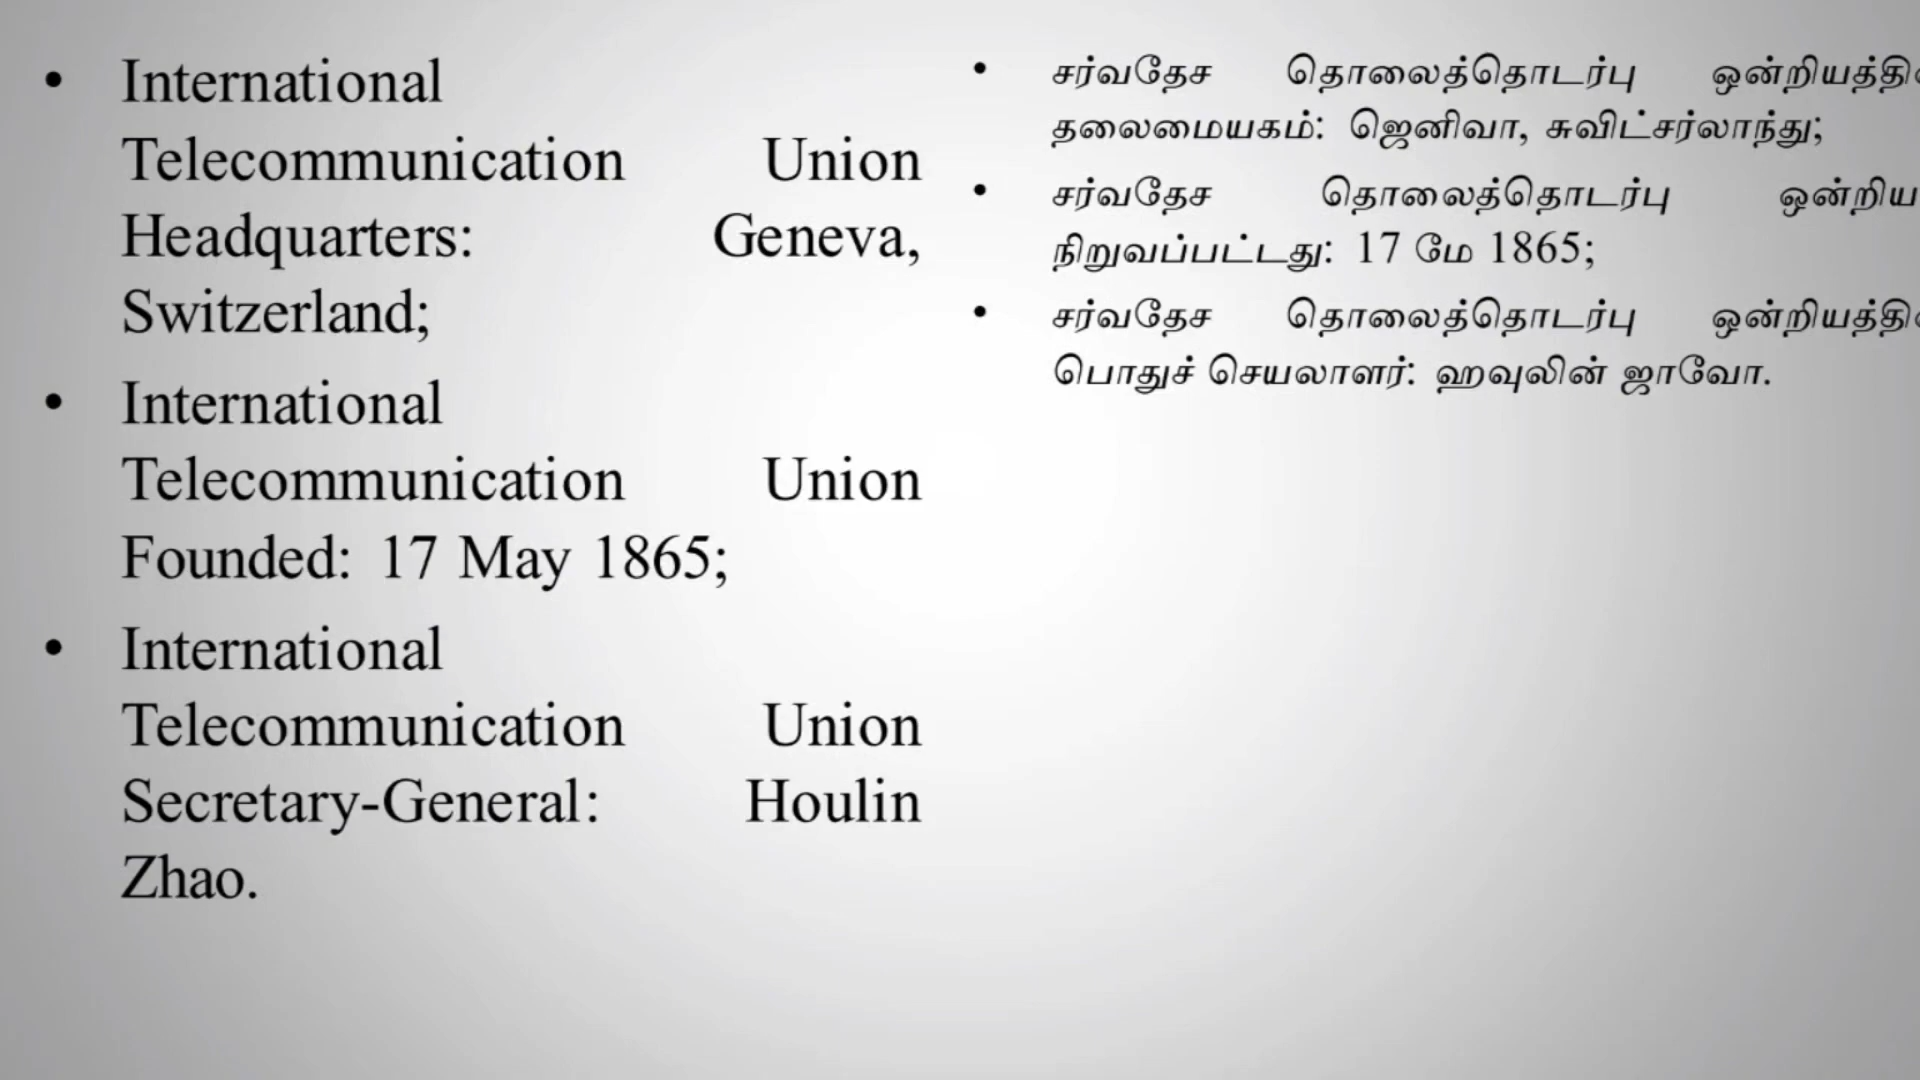 • International
Telecommunication Union
Headquarters: Geneva,
Switzerland;
• International
Telecommunication Union
Founded: 17 May 1865;
• International
Telecommunication Union
Secretary-General: Houlin
Zhao.
• சர்வதேச தொலைத்தொடர்பு
தலைமையகம்: ஜெனிவா, சுவிட்சர்லாந்து;
• சர்வதேச தொலைத்தொடர்பு
நிறுவப்பட்டது: 17 மே 1865;
• சர்வதேச தொலைத்தொடர்பு
பொதுச் செயலாளர்: ஹவுலின் ஜாவோ.